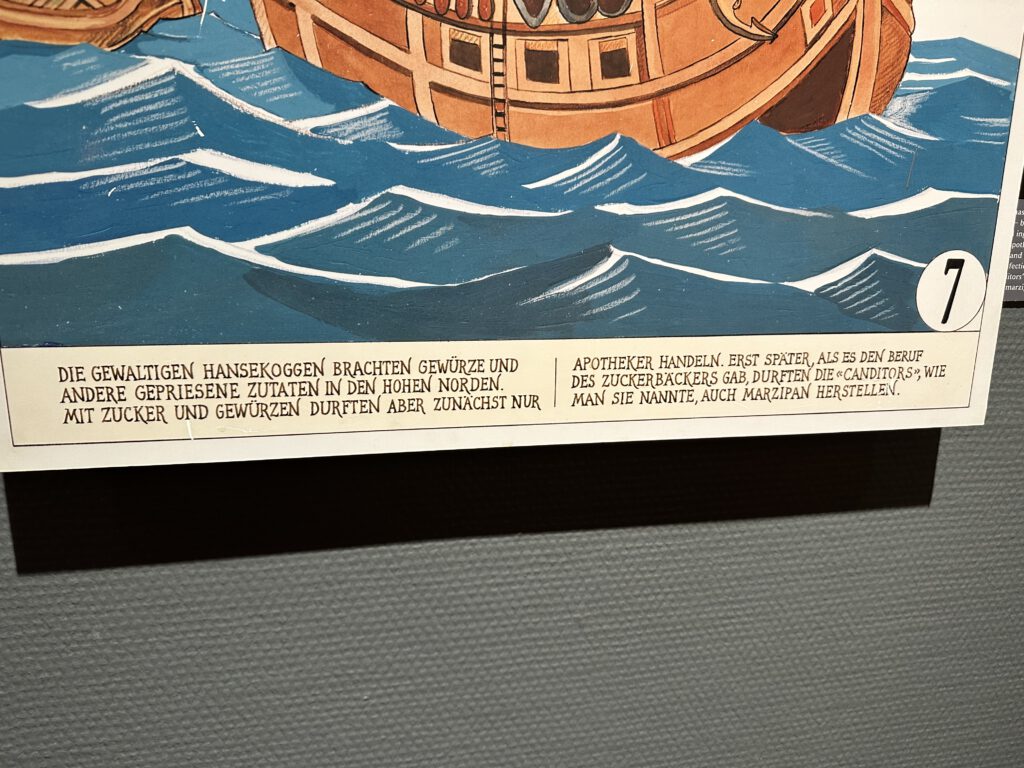 7
DIE GEWALTIGEN HANSEKOGGEN BRACHTEN GEWÜRZE UND
ANDERE GEPRIESENE ZUTATEN IN DEN HOHEN NORDEN.
MIT ZUCKER UND GEWÜRZEN DURFTEN ABER ZUNÄCHST NUR
APOTHEKER HANDELN. ERST SPÄTER, ALS ES DEN BERUF
DES ZUCKERBÄCKERS GAB, DURFTEN DIE «CANDITORS», WIE
MAN SIE NANNTE, AUCH MARZIPAN HERSTELLEN.
and